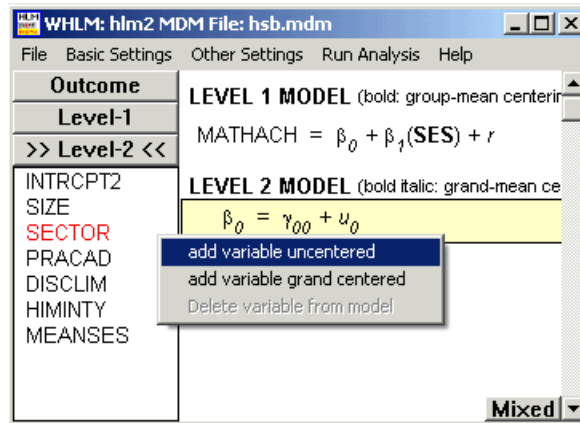 WHLM: hlm2 MDM File: hsb.mdm
File Basic Settings Other Settings Run Analysis Help
Outcome
Level-1
>> Level-2 <<
INTRCPT2
SIZE
SECTOR
PRACAD
DISCLIM
HIMINTY
MEANSES
LEVEL 1 MODEL (bold: group-mean centerin
MATHACH = β0 + β1(SES) + r
LEVEL 2 MODEL (bold italic: grand-mean ce
β0 = γ00 + u0
add variable uncentered
add variable grand centered
Delete variable from model
Mixed